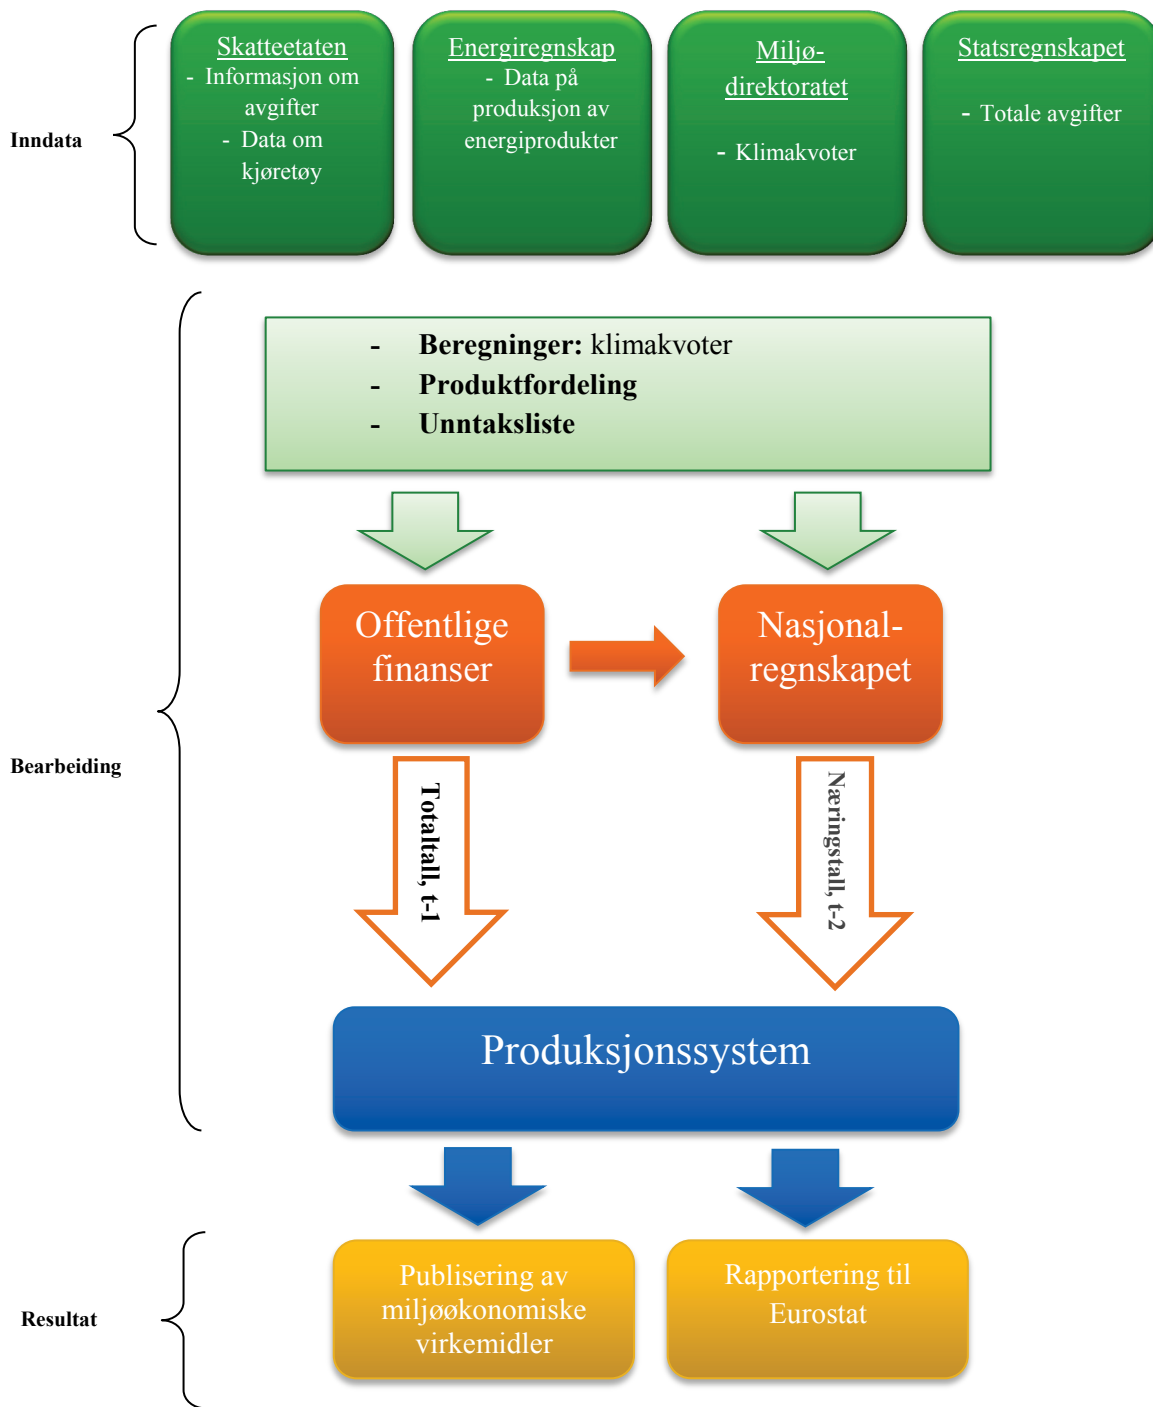 Inndata
Skatteetaten
- Informasjon om
avgifter
- Data om
kjøretøy
Energiregnskap
- Data på
produksjon av
energiprodukter
Miljø-
direktoratet
- Klimakvoter
Statsregnskapet
- Totale avgifter
Bearbeiding
- Beregninger: klimakvoter
- Produktfordeling
- Unntaksliste
Offentlige
finanser
Nasjonal-
regnskapet
Totaltall, t-1
Næringstall, t-2
Produksjonssystem
Resultat
Publisering av
miljøøkonomiske
virkemidler
Rapportering til
Eurostat